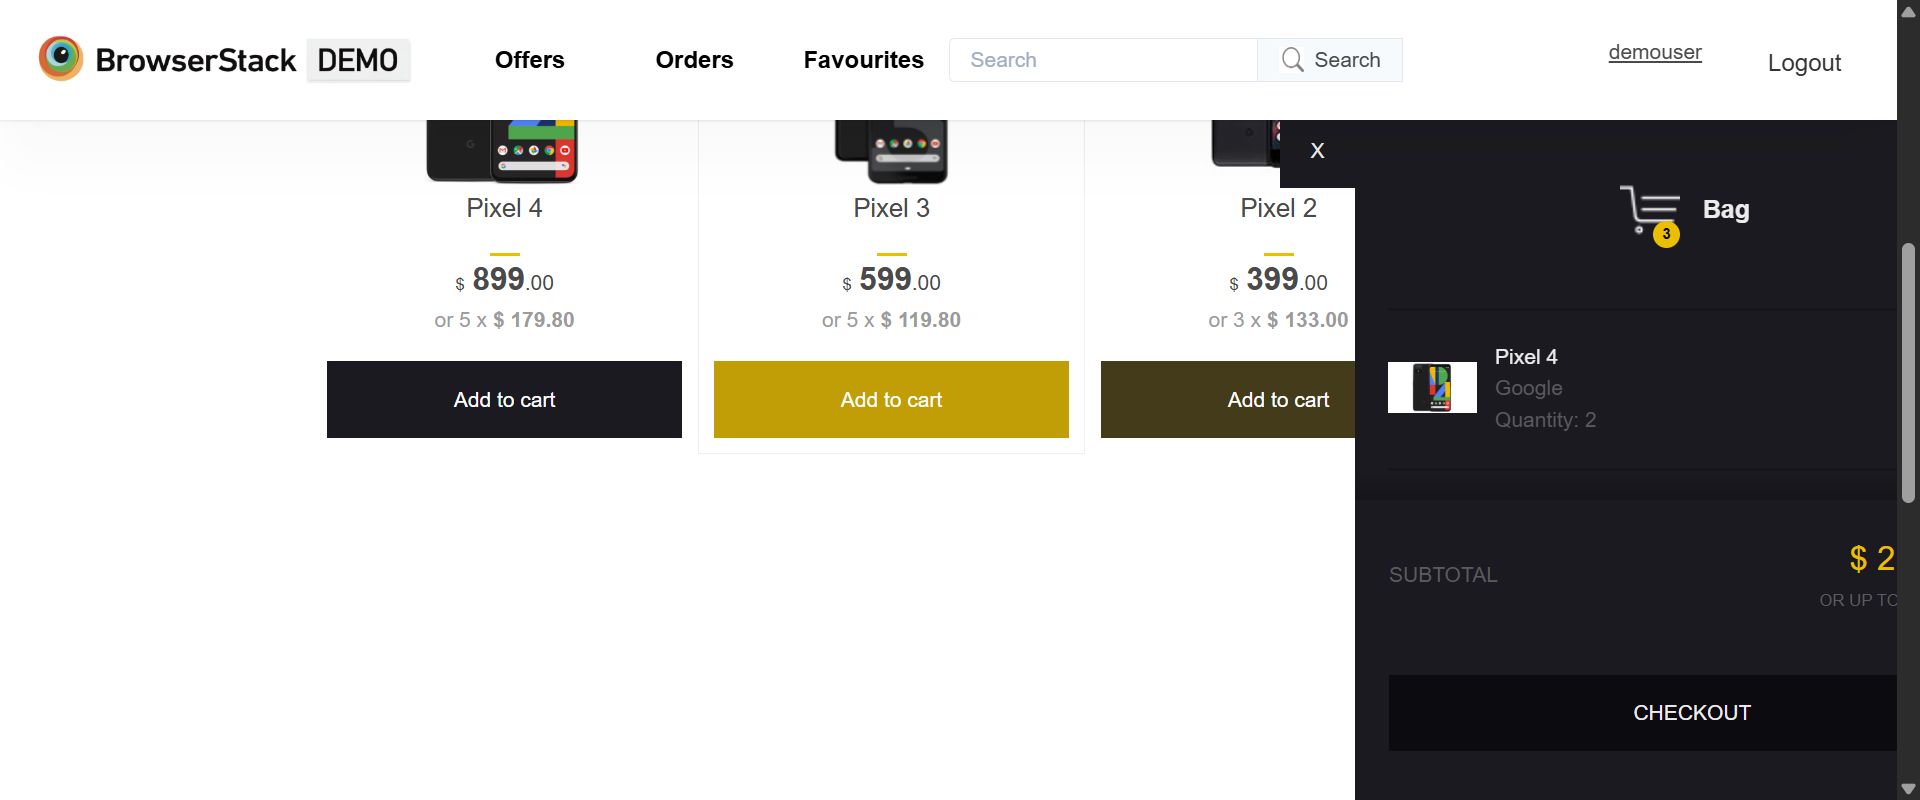 BrowserStack DEMO
Offers
Orders
Favourites
Search
Search
demouser
Logout
Pixel 4
$ 899.00
or 5 x $ 179.80
Add to cart
Pixel 3
$ 599.00
or 5 x $ 119.80
Add to cart
Pixel 2
$ 399.00
or 3 x $ 133.00
Add to cart
X
3
Bag
Pixel 4
Google
Quantity: 2
SUBTOTAL
$ 2
OR UP TO
CHECKOUT